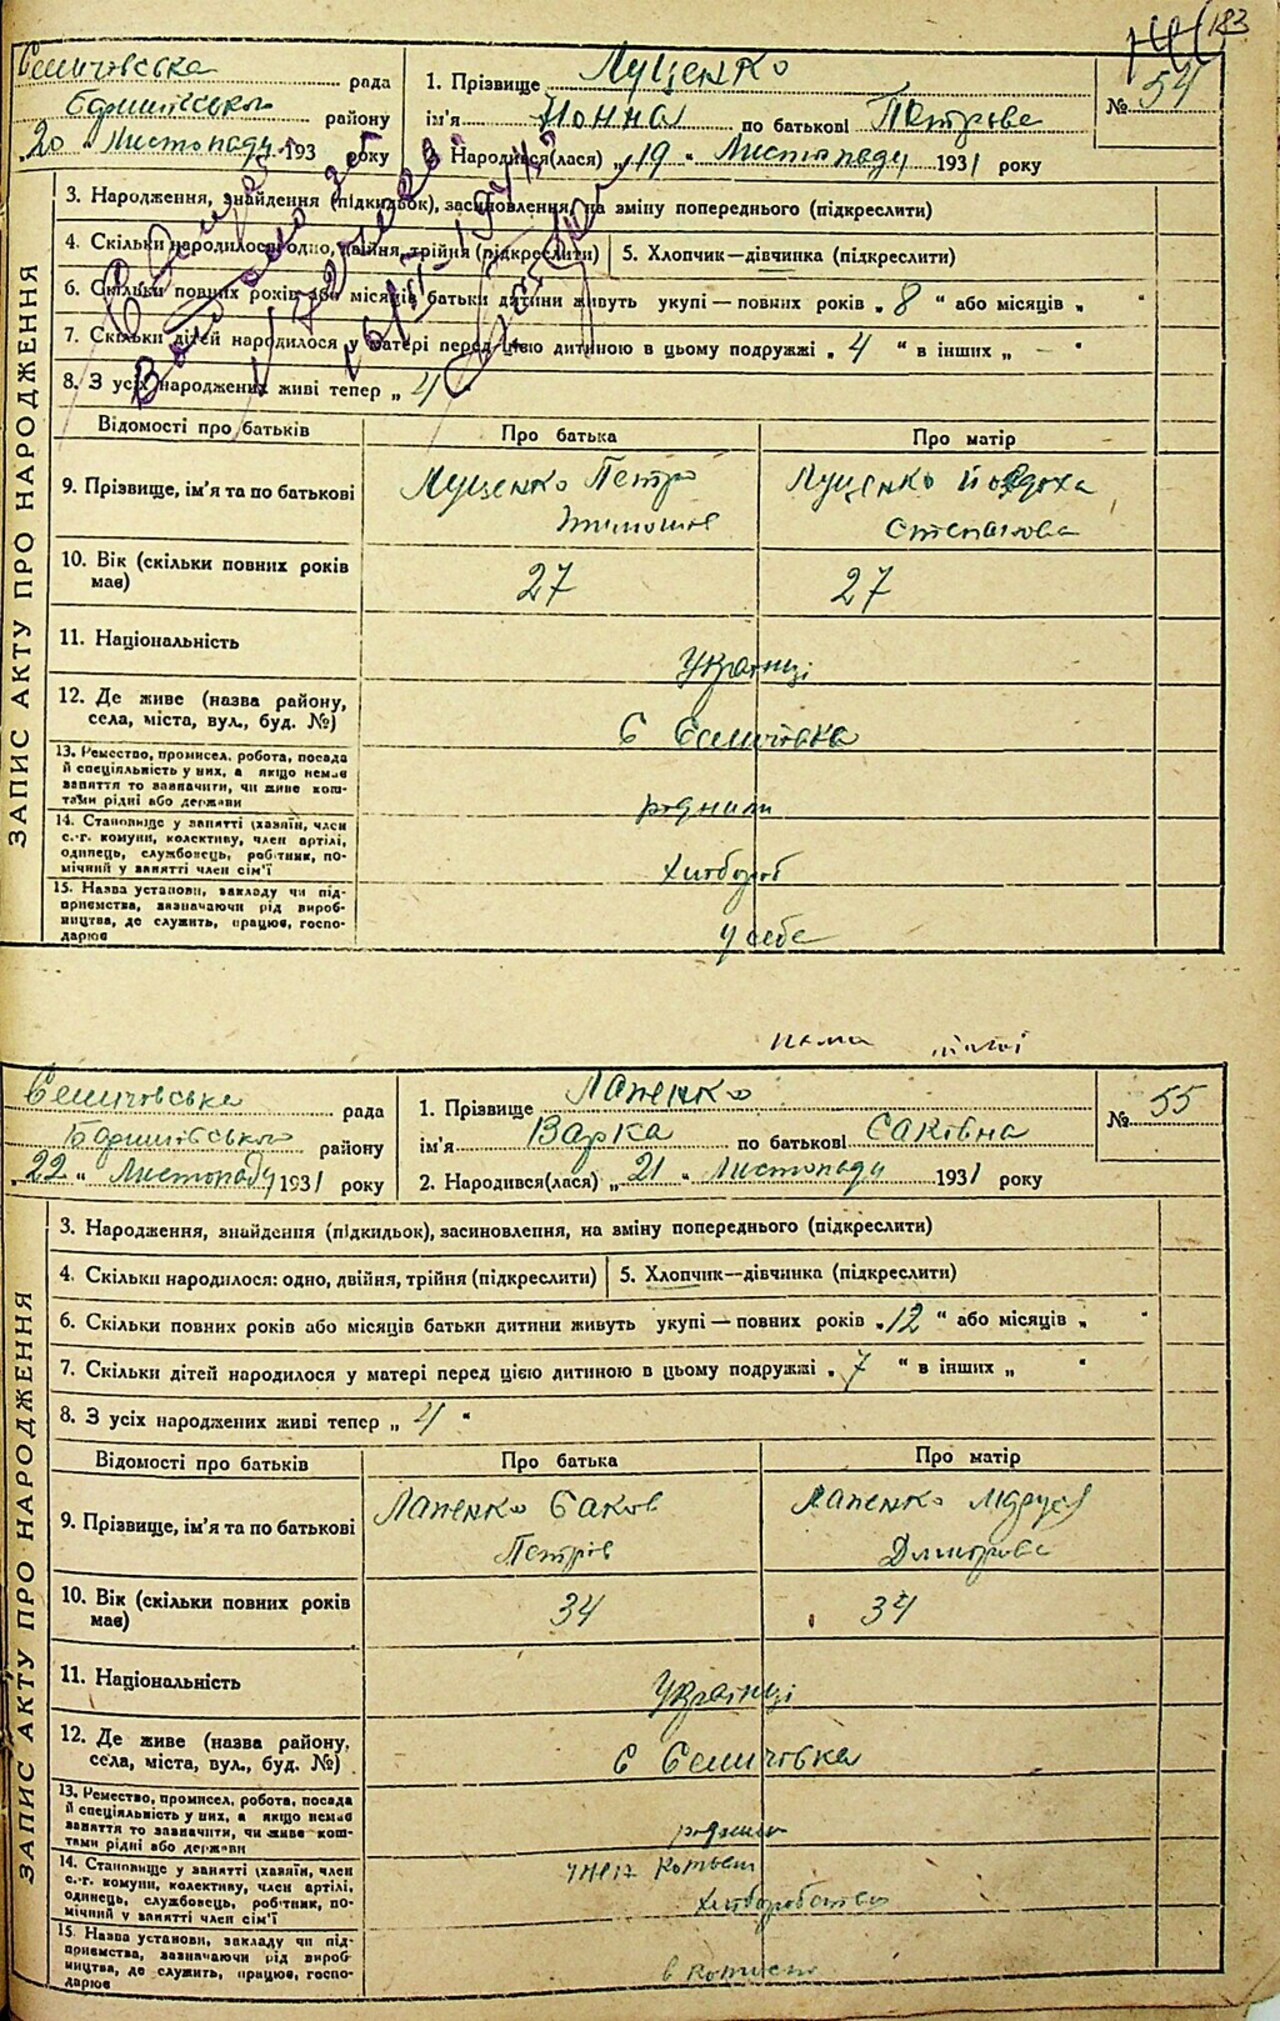 183
Семичовська рада
району
20 " Листопаду 193 року
1. Прізвище Луценко
ім'я Нонна по батькові Петрова
Народився(лася) „ 19 " Листопаду 1931 року
№ 54
ЗАПИС АКТУ ПРО НАРОДЖЕННЯ
3. Народження, знайдення (підкидьок), засиновлення, на зміну попереднього (підкреслити)
4. Скільки народилося: одно, двійня, трійня (підкреслити) 5. Хлопчик—дівчинка (підкреслити)
6. Скільки повних років або місяців батьки дитини живуть укупі — повних років „ 8 " або місяців „ "
7. Скільки дітей народилося у матері перед цією дитиною в цьому подружжі „ 4 " в інших „ — "
8. З усіх народжених живі тепер „ 4 "
Відомості про батьків Про батька Про матір
9. Прізвище, ім'я та по батькові Луценко Петро Луценко
Степанова
10. Вік (скільки повних років має) 27 27
11. Національність Українці
12. Де живе (назва району, села, міста, вул., буд. №) С Семичовка
13. Ремество, промисел, робота, посада й спеціяльність у них, а якщо немає заняття то зазначити, чи живе коштами рідні або держави
14. Становище у занятті (хазяїн, член с.-г. комуни, колективу, член артілі, одинець, службовець, робітник, помічний у занятті член сім'ї Хлібороб
15. Назва установи, закладу чи підприємства, зазначаючи рід виробництва, де служить, працює, господарює у себе
Семичовська рада
району
22 " Листопаду 1931 року
1. Прізвище Лапенко
ім'я Варка по батькові Саковна
2. Народився(лася) „ 21 " Листопаду 1931 року
№ 55
ЗАПИС АКТУ ПРО НАРОДЖЕННЯ
3. Народження, знайдення (підкидьок), засиновлення, на зміну попереднього (підкреслити)
4. Скільки народилося: одно, двійня, трійня (підкреслити) 5. Хлопчик—дівчинка (підкреслити)
6. Скільки повних років або місяців батьки дитини живуть укупі — повних років „ 12 " або місяців „ "
7. Скільки дітей народилося у матері перед цією дитиною в цьому подружжі „ 7 " в інших „ "
8. З усіх народжених живі тепер „ 4 "
Відомості про батьків Про батька Про матір
9. Прізвище, ім'я та по батькові Лапенко Саков Лапенко
Петров Дмитрова
10. Вік (скільки повних років має) 34 34
11. Національність Українці
12. Де живе (назва району, села, міста, вул., буд. №) С Семичовка
13. Ремество, промисел, робота, посада й спеціяльність у них, а якщо немає заняття то зазначити, чи живе коштами рідні або держави
14. Становище у занятті (хазяїн, член с.-г. комуни, колективу, член артілі, одинець, службовець, робітник, помічний у занятті член сім'ї
15. Назва установи, закладу чи підприємства, зазначаючи рід виробництва, де служить, працює, господарює